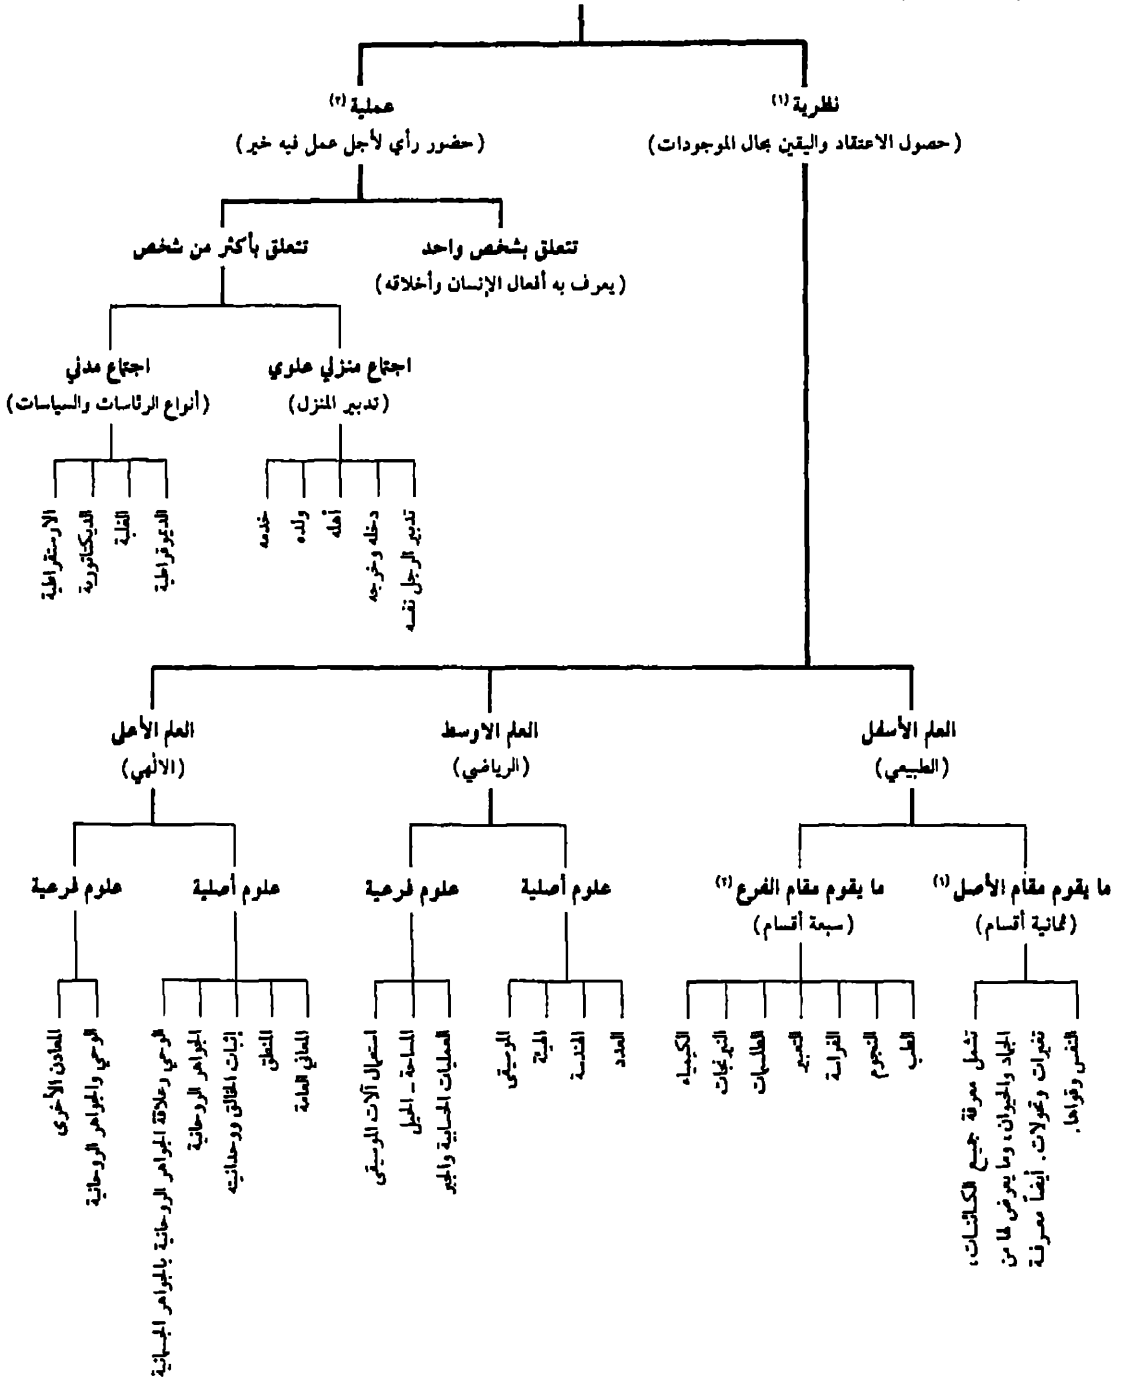 نظرية (١)
(حصول الاعتقاد واليقين بحال الموجودات)
عملية (٢)
(حضور رأي لأجل عمل فيه خير)
تتعلق بشخص واحد
(يعرف به أفعال الإنسان وأخلاقه)
تتعلق بأكثر من شخص
اجتماع منزلي علوي
(تدبير المنزل)
اجتماع مدني
(أنواع الرئاسات والسياسات)
تدبير الرجل نفسه
دخله وخرجه
أهله
ولده
خدمه
الديموقراطية
الغلبة
الديكتاتورية
الارستقراطية
العلم الأسفل
(الطبيعي)
العلم الاوسط
(الرياضي)
العلم الأعلى
(الالهي)
ما يقوم مقام الأصل (١)
(ثمانية أقسام)
ما يقوم مقام الفرع (٢)
(سبعة أقسام)
علوم أصلية
علوم فرعية
علوم أصلية
علوم فرعية
تشمل معرفة جميع الكائنات،
الجماد والحيوان، وما يعرض لها من
تغيرات وتحولات. أيضاً معرفة
النفس وقواها.
الطب
النجوم
الفراسة
التعبير
الطلسمات
النيرنجات
الكيمياء
العدد
الهندسة
الهيئة
الموسيقى
العمليات الحسابية والجبر
المساحة - الحيل
استعمال آلات الموسيقى
المعاني العامة
المنطق
إثبات الخالق ووحدانيته
الجواهر الروحانية
الوحي وعلاقة الجواهر الروحانية بالجواهر الجسمانية
الوحي والجواهر الروحانية
المعادن الأخرى